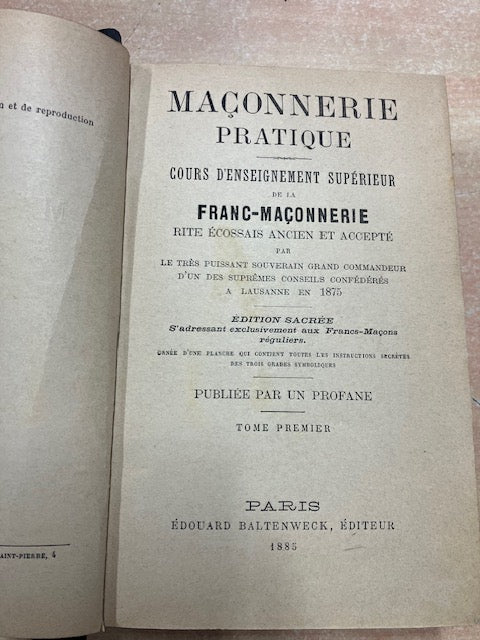 n et de reproduction
AINT-PIERRE, 4
MAÇONNERIE
PRATIQUE
COURS D'ENSEIGNEMENT SUPÉRIEUR
DE LA
FRANC-MAÇONNERIE
RITE ÉCOSSAIS ANCIEN ET ACCEPTÉ
PAR
LE TRÈS PUISSANT SOUVERAIN GRAND COMMANDEUR
D'UN DES SUPRÊMES CONSEILS CONFÉDÉRÉS
A LAUSANNE EN 1875
ÉDITION SACRÉE
S'adressant exclusivement aux Francs-Maçons
réguliers.
ORNÉE D'UNE PLANCHE QUI CONTIENT TOUTES LES INSTRUCTIONS SECRÈTES
DES TROIS GRADES SYMBOLIQUES
PUBLIÉE PAR UN PROFANE
TOME PREMIER
PARIS
ÉDOUARD BALTENWECK, ÉDITEUR
1885